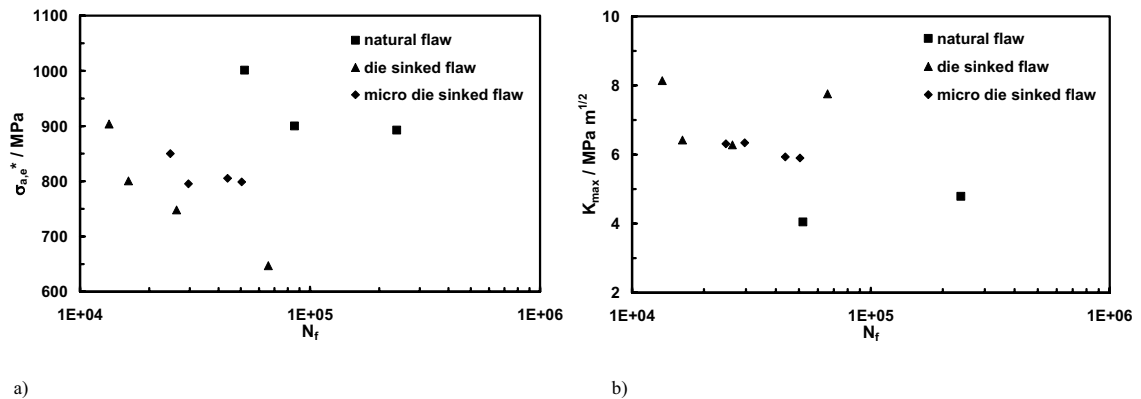 1100
1000
900
800
700
600
σa,e* / MPa
natural flaw
die sinked flaw
micro die sinked flaw
1E+04
1E+05
1E+06
Nf
a)
10
8
6
4
2
Kmax / MPa m1/2
natural flaw
die sinked flaw
micro die sinked flaw
1E+04
1E+05
1E+06
Nf
b)